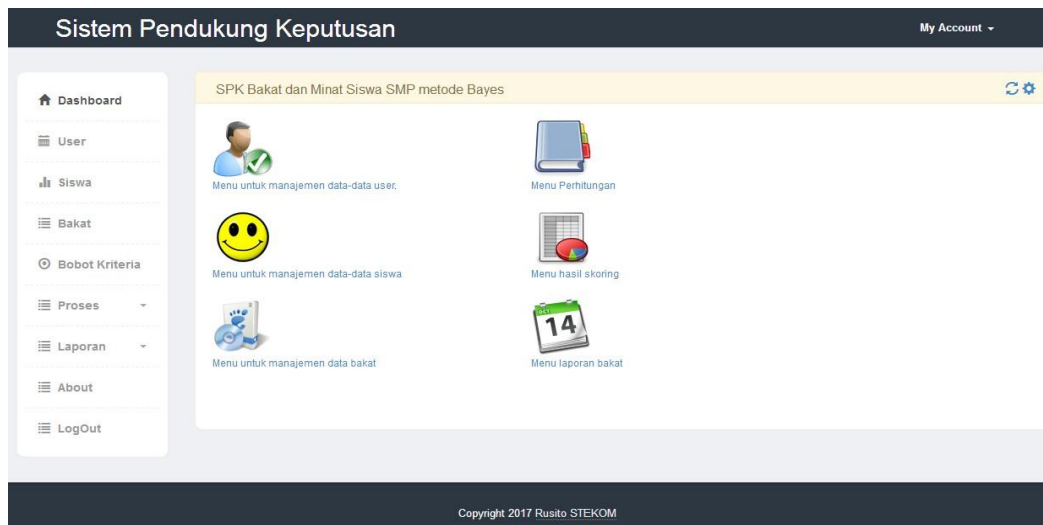 Sistem Pendukung Keputusan
My Account
Dashboard
User
Siswa
Bakat
Bobot Kriteria
Proses
Laporan
About
LogOut
SPK Bakat dan Minat Siswa SMP metode Bayes
Menu untuk manajemen data-data user.
Menu Perhitungan
Menu untuk manajemen data-data siswa
Menu hasil skoring
Menu untuk manajemen data bakat
14
Menu laporan bakat
Copyright 2017 Rusito STEKOM